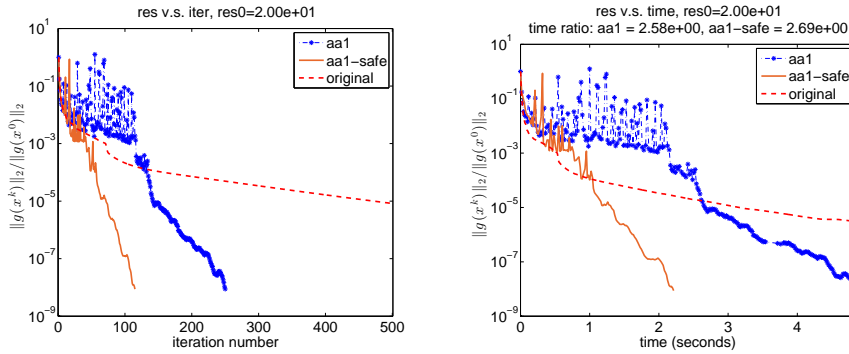 res v.s. iter, res0=2.00e+01
10^1
10^-1
10^-3
10^-5
10^-7
10^-9
||g(x^k)||_2/||g(x^0)||_2
0 100 200 300 400 500
iteration number
aa1
aa1-safe
original
res v.s. time, res0=2.00e+01
time ratio: aa1 = 2.58e+00, aa1-safe = 2.69e+00
10^1
10^-1
10^-3
10^-5
10^-7
10^-9
||g(x^k)||_2/||g(x^0)||_2
0 1 2 3 4
time (seconds)
aa1
aa1-safe
original